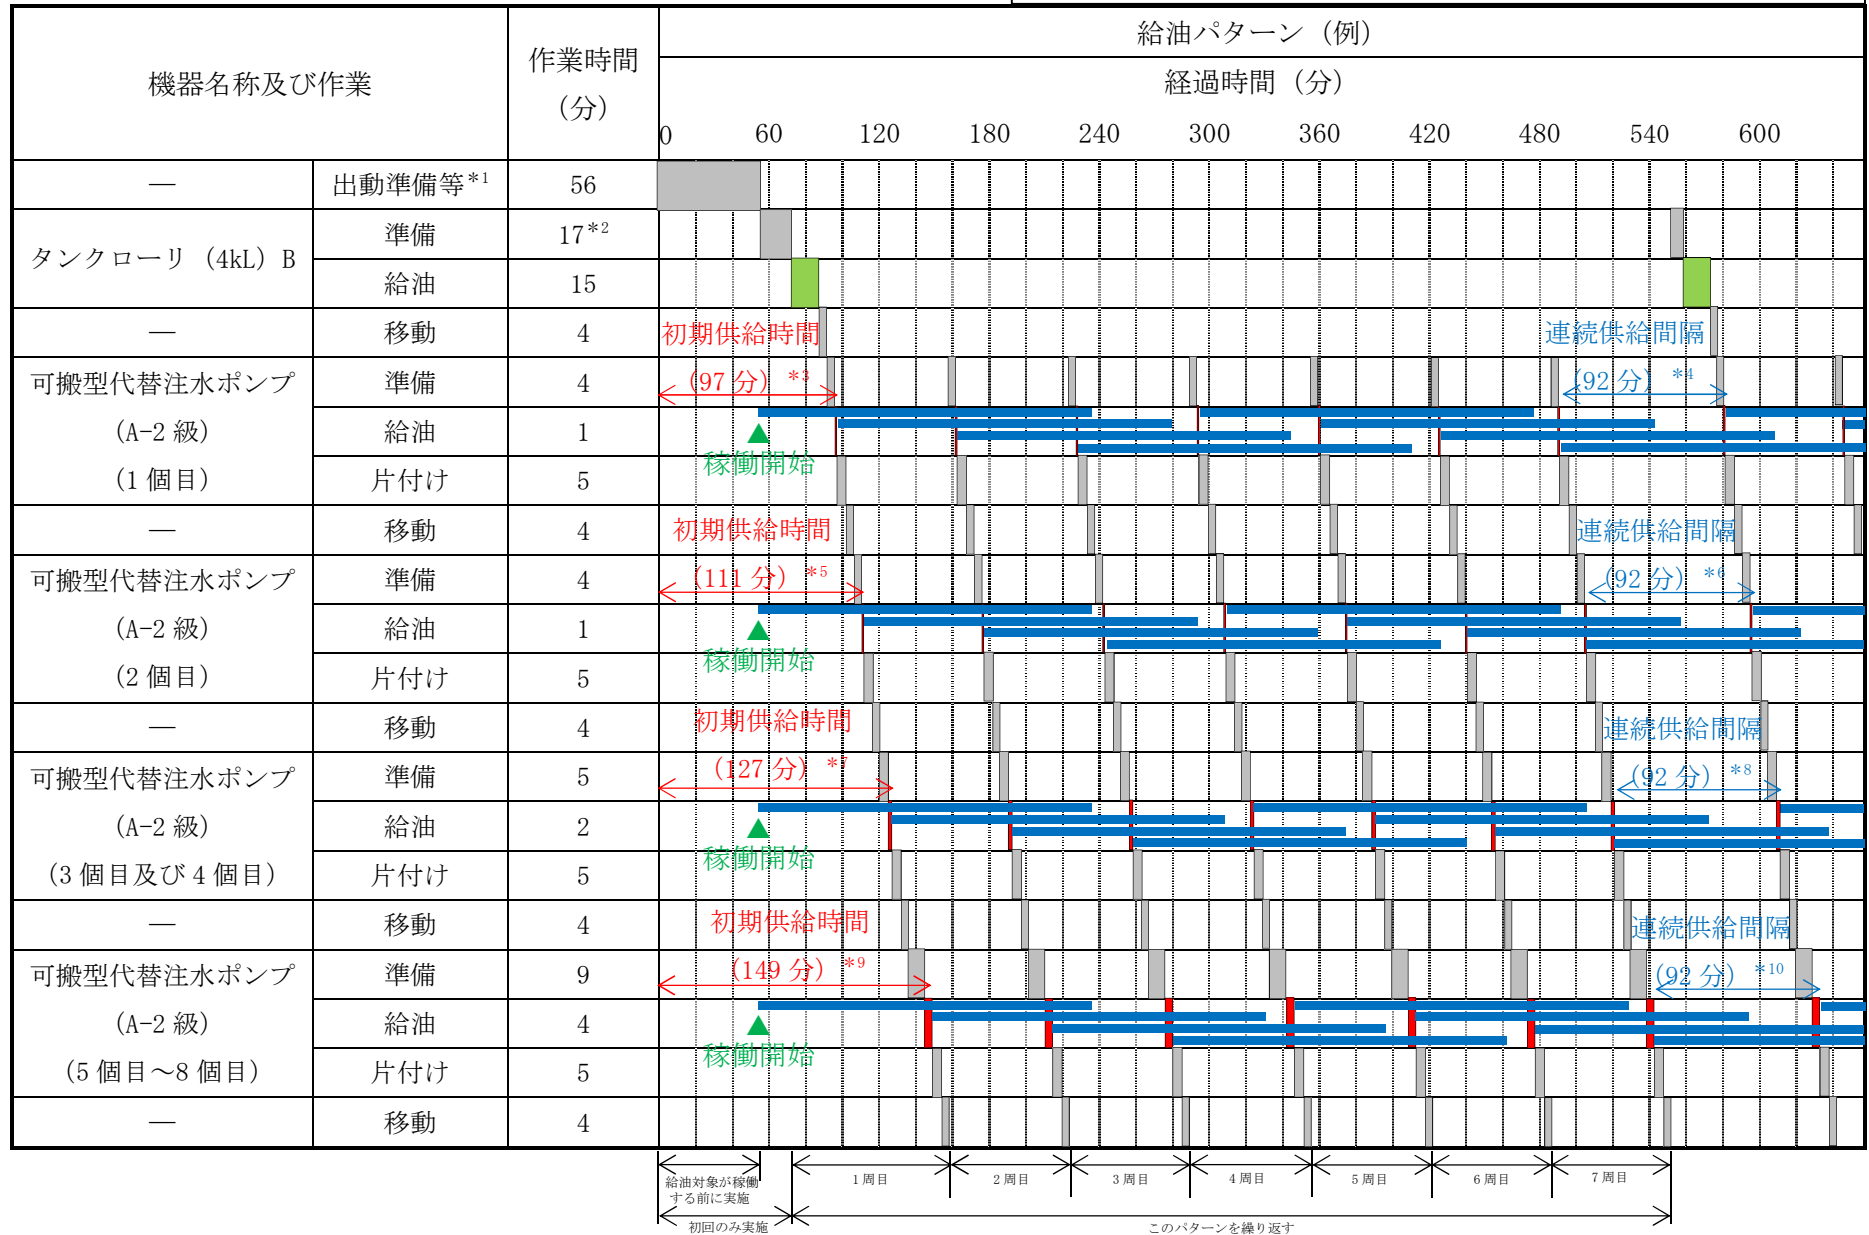 給油パターン（例）
機器名称及び作業
作業時間
（分）
経過時間（分）
0 60 120 180 240 300 360 420 480 540 600
— 出動準備等*1 56
タンクローリ（4kL）B
準備 17*2
給油 15
— 移動 4 初期供給時間 連続供給間隔
可搬型代替注水ポンプ
（A-2 級）
（1 個目）
準備 4 （97 分）*3 （92 分）*4
給油 1
稼働開始
片付け 5
— 移動 4 初期供給時間 連続供給間隔
可搬型代替注水ポンプ
（A-2 級）
（2 個目）
準備 4 （111 分）*5 （92 分）*6
給油 1
稼働開始
片付け 5
— 移動 4 初期供給時間 連続供給間隔
可搬型代替注水ポンプ
（A-2 級）
（3 個目及び 4 個目）
準備 5 （127 分）*7 （92 分）*8
給油 2
稼働開始
片付け 5
— 移動 4 初期供給時間 連続供給間隔
可搬型代替注水ポンプ
（A-2 級）
（5 個目～8 個目）
準備 9 （149 分）*9 （92 分）*10
給油 4
稼働開始
片付け 5
— 移動 4
給油対象が稼働
する前に実施
1 周目 2 周目 3 周目 4 周目 5 周目 6 周目 7 周目
初回のみ実施
このパターンを繰り返す